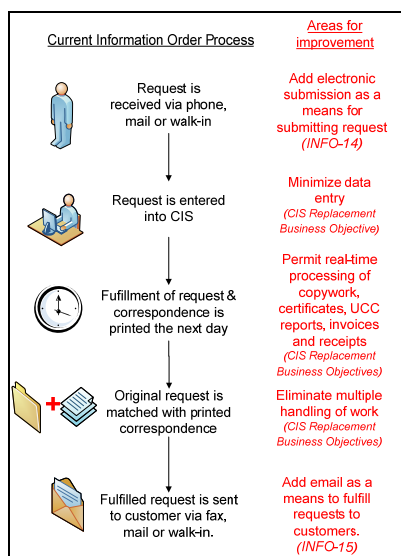 Current Information Order Process
Areas for
improvement
Request is
received via phone,
mail or walk-in
Add electronic
submission as a
means for
submitting request
(INFO-14)
Request is entered
into CIS
Minimize data
entry
(CIS Replacement
Business Objective)
Fufillment of request &
correspondence is
printed the next day
Permit real-time
processing of
copywork,
certificates, UCC
reports, invoices
and receipts
(CIS Replacement
Business Objectives)
Original request is
matched with printed
correspondence
Eliminate multiple
handling of work
(CIS Replacement
Business Objectives)
Fulfilled request is sent
to customer via fax,
mail or walk-in.
Add email as a
means to fulfill
requests to
customers.
(INFO-15)